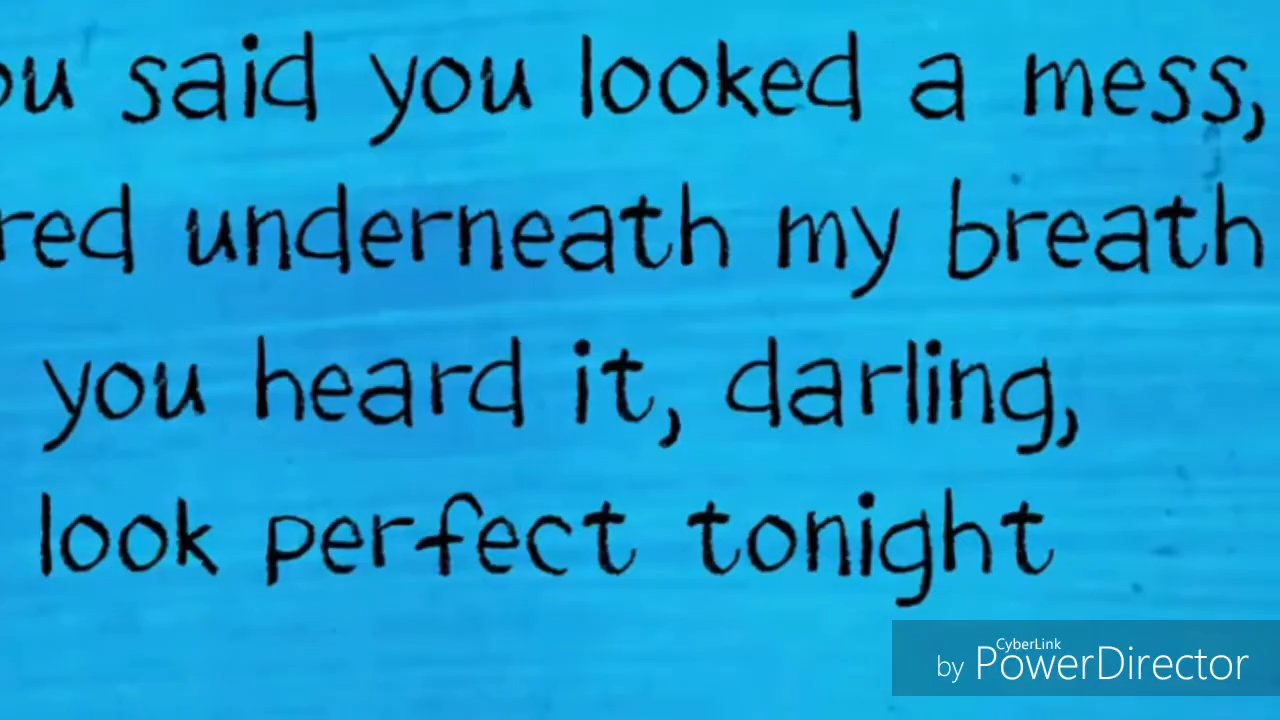 ou said you looked a mess,
red underneath my breath
you heard it, darling,
look perfect tonight
CyberLink
by PowerDirector